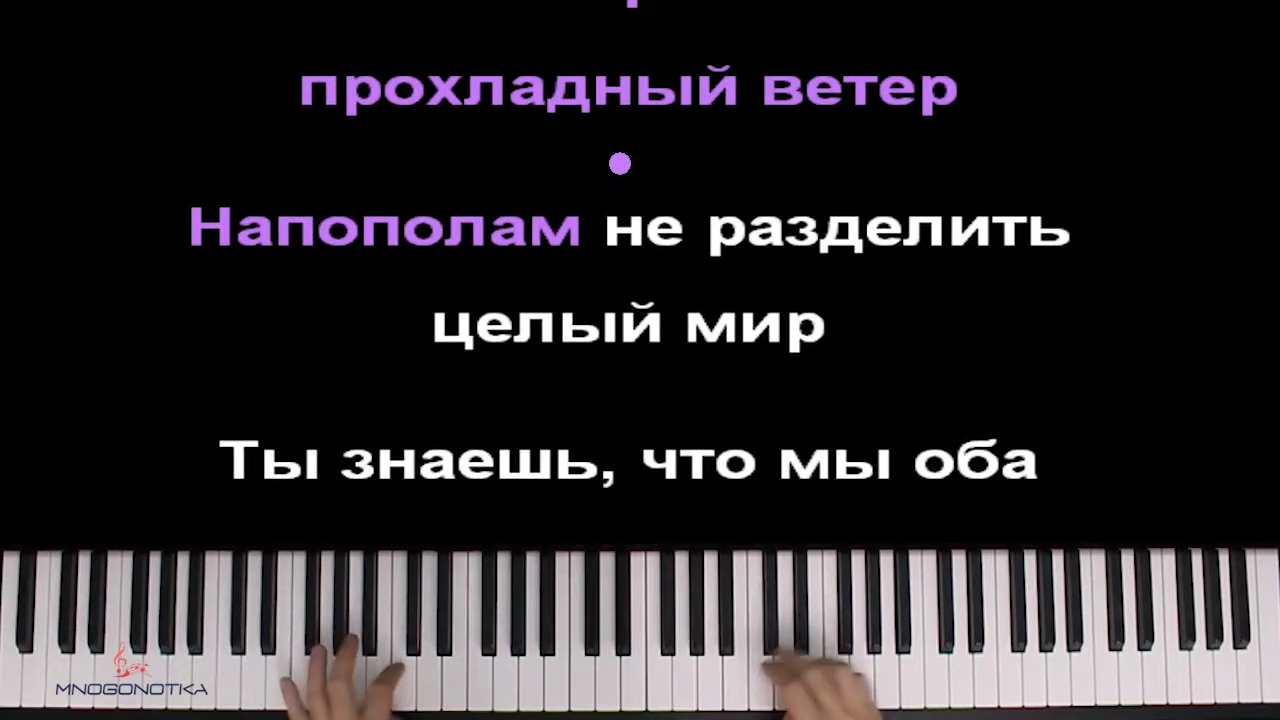 прохладный ветер
Напополам не разделить
целый мир
Ты знаешь, что мы оба
MNOGONOTKA